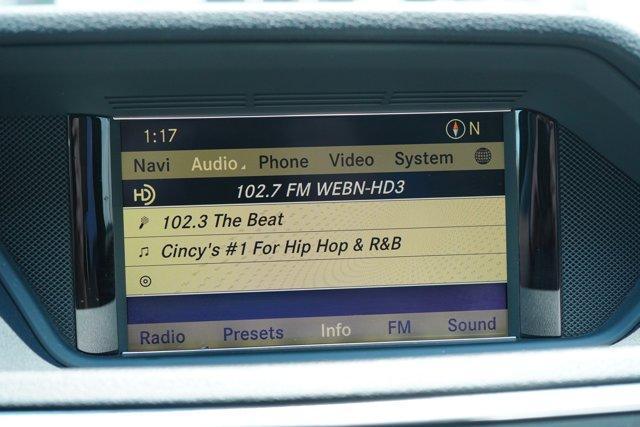 1:17 N
Navi Audio Phone Video System
HD 102.7 FM WEBN-HD3
102.3 The Beat
Cincy's #1 For Hip Hop & R&B
Radio Presets Info FM Sound